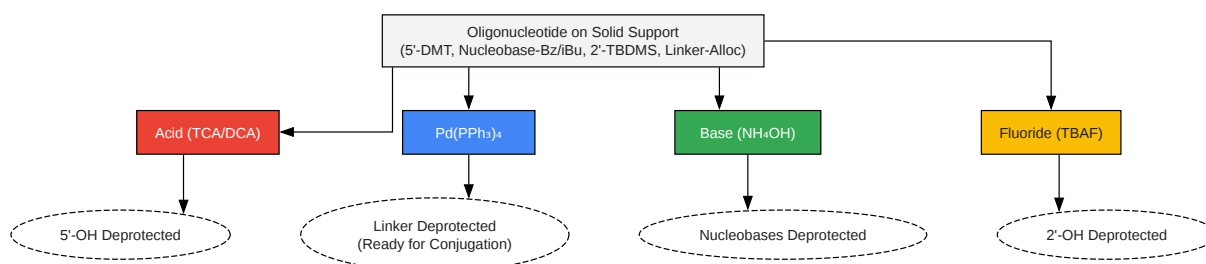 Oligonucleotide on Solid Support
(5'-DMT, Nucleobase-Bz/iBu, 2'-TBDMS, Linker-Alloc)
Acid (TCA/DCA)
Pd(PPh₃)₄
Base (NH₄OH)
Fluoride (TBAF)
5'-OH Deprotected
Linker Deprotected
(Ready for Conjugation)
Nucleobases Deprotected
2'-OH Deprotected